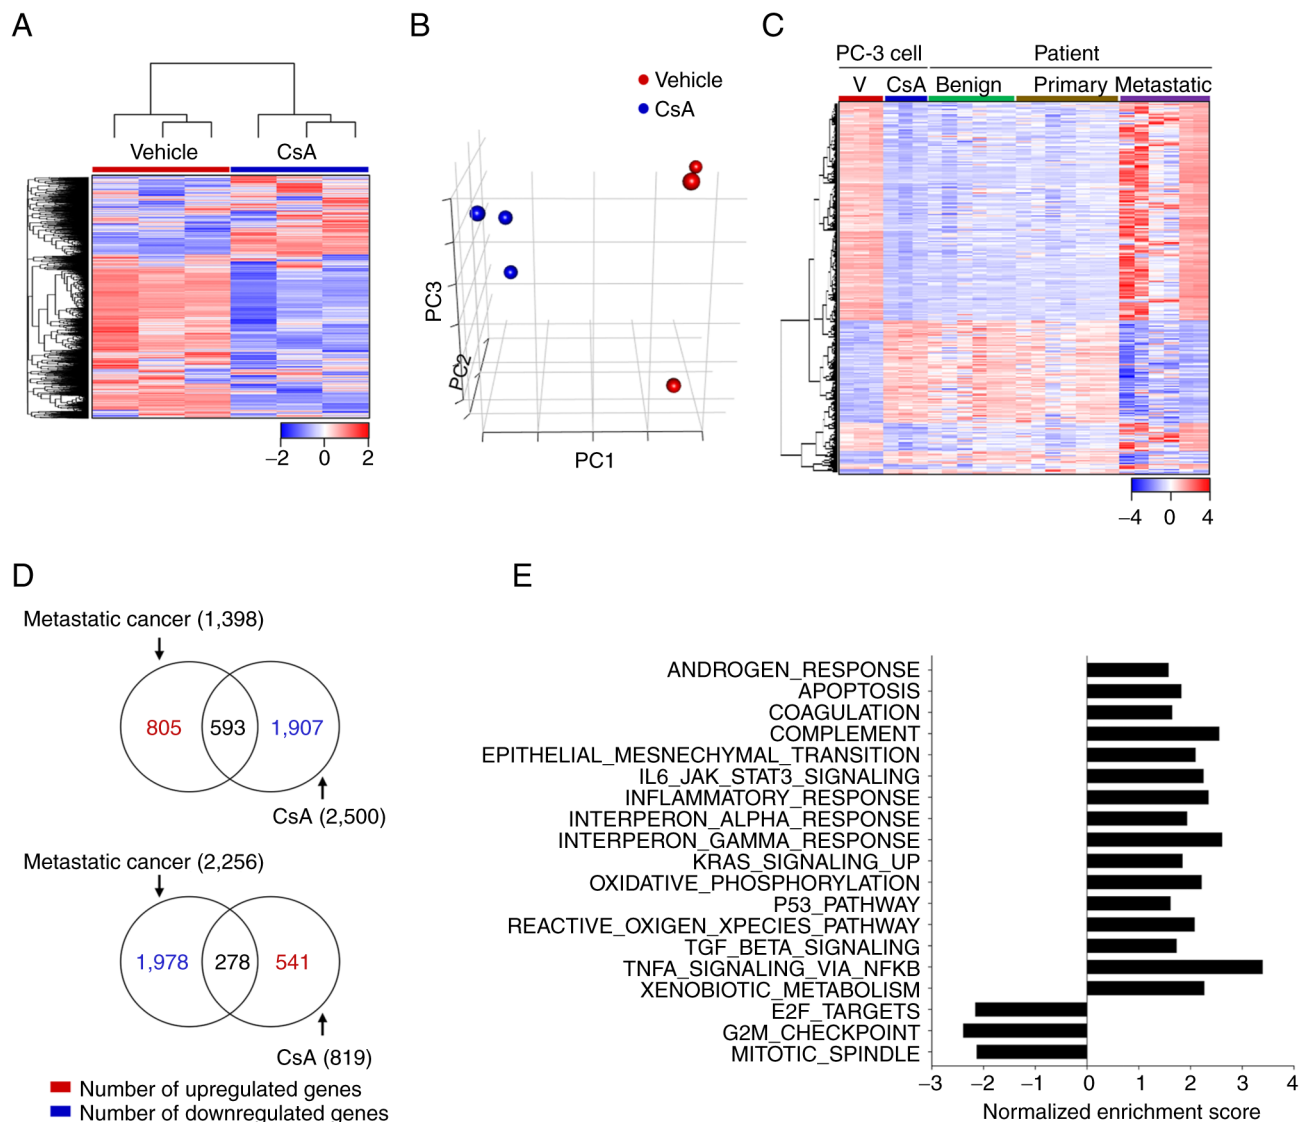 A
Vehicle
CsA
−2 0 2
B
Vehicle
CsA
PC3
PC2
PC1
C
PC-3 cell Patient
V CsA Benign Primary Metastatic
−4 0 4
D
Metastatic cancer (1,398)
805 593 1,907
CsA (2,500)
Metastatic cancer (2,256)
1,978 278 541
CsA (819)
Number of upregulated genes
Number of downregulated genes
E
ANDROGEN_RESPONSE
APOPTOSIS
COAGULATION
COMPLEMENT
EPITHELIAL_MESNECHYMAL_TRANSITION
IL6_JAK_STAT3_SIGNALING
INFLAMMATORY_RESPONSE
INTERPERON_ALPHA_RESPONSE
INTERPERON_GAMMA_RESPONSE
KRAS_SIGNALING_UP
OXIDATIVE_PHOSPHORYLATION
P53_PATHWAY
REACTIVE_OXIGEN_XPECIES_PATHWAY
TGF_BETA_SIGNALING
TNFA_SIGNALING_VIA_NFKB
XENOBIOTIC_METABOLISM
E2F_TARGETS
G2M_CHECKPOINT
MITOTIC_SPINDLE
−3 −2 −1 0 1 2 3 4
Normalized enrichment score